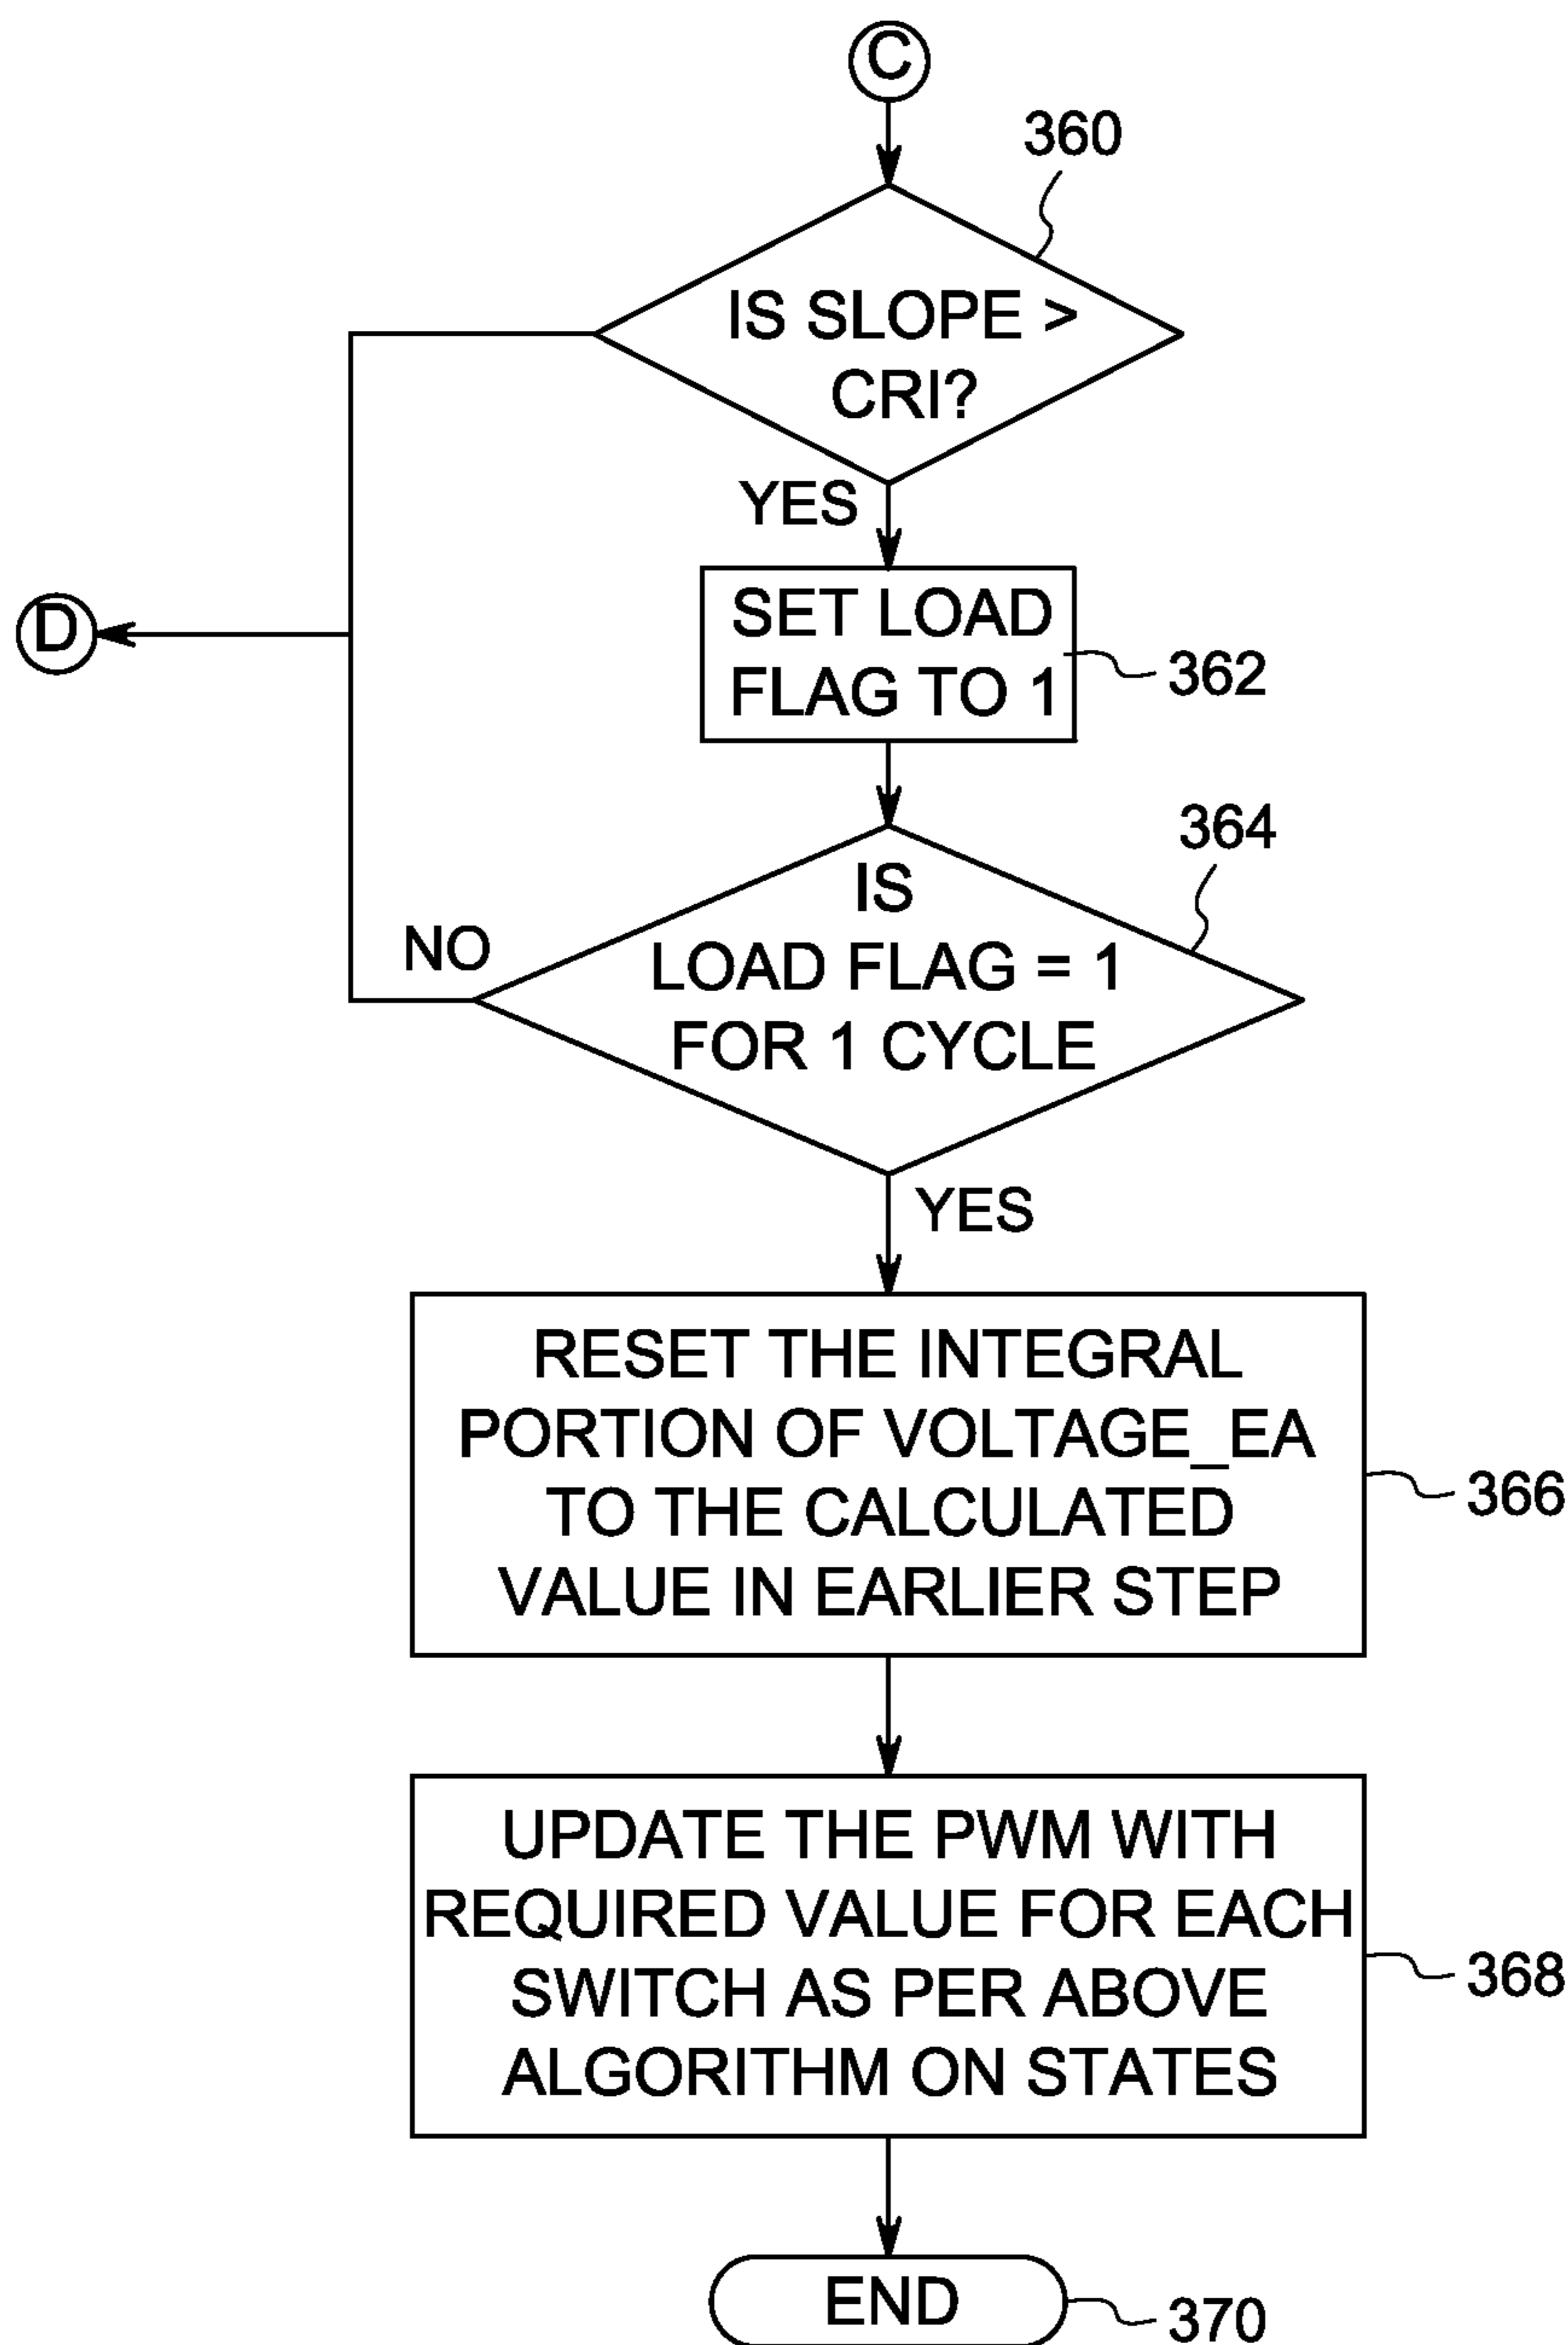 C
360
IS SLOPE >
CRI?
YES
SET LOAD
FLAG TO 1
D
362
364
IS
LOAD FLAG = 1
FOR 1 CYCLE
NO
YES
RESET THE INTEGRAL
PORTION OF VOLTAGE_EA
TO THE CALCULATED
VALUE IN EARLIER STEP
366
UPDATE THE PWM WITH
REQUIRED VALUE FOR EACH
SWITCH AS PER ABOVE
ALGORITHM ON STATES
368
END
370